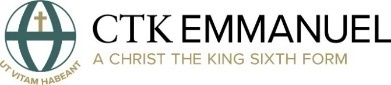 CTK EMMANUEL
A CHRIST THE KING SIXTH FORM
UT VITAM HABEANT